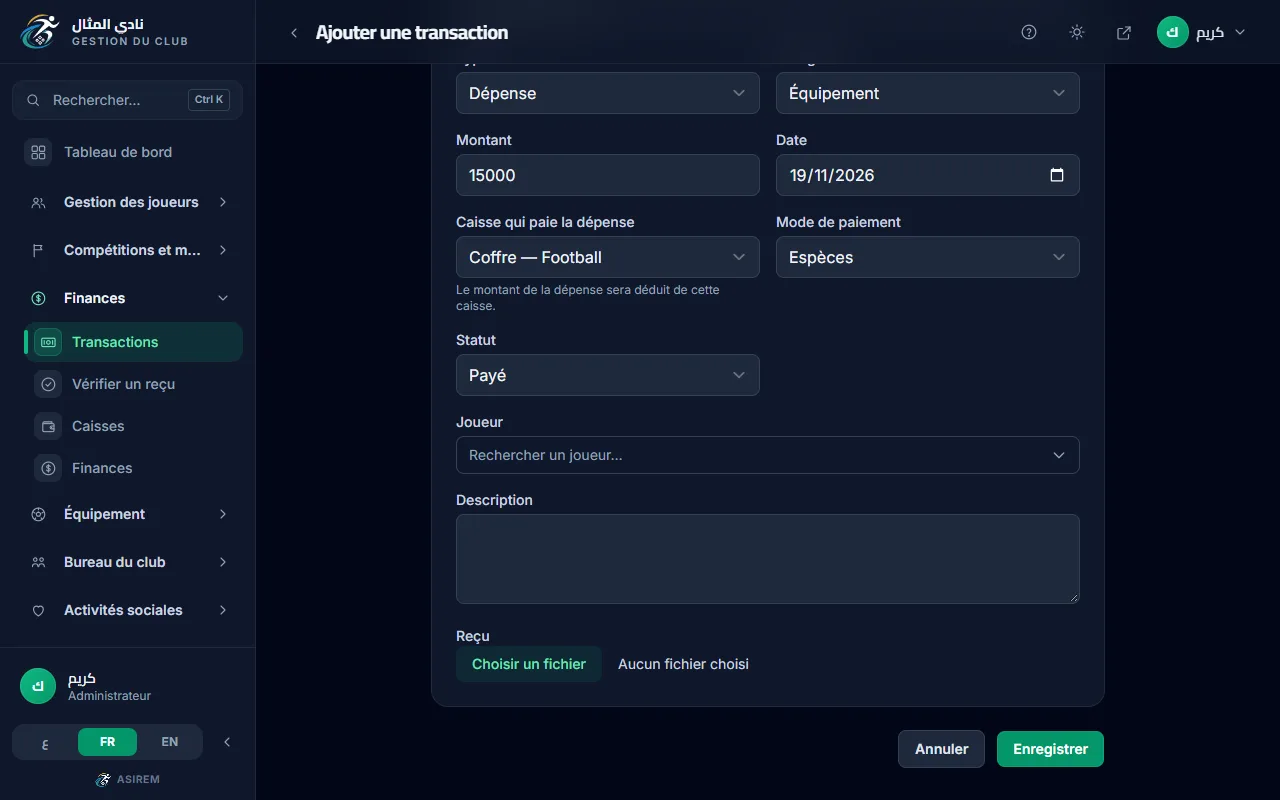 نادي المثال
GESTION DU CLUB
Ajouter une transaction
ك
كريم
Rechercher...
Ctrl K
Tableau de bord
Gestion des joueurs
Compétitions et m...
Finances
Transactions
Vérifier un reçu
Caisses
Finances
Équipement
Bureau du club
Activités sociales
ك
كريم
Administrateur
ع
FR
EN
ASIREM
Dépense
Équipement
Montant
Date
15000
19/11/2026
Caisse qui paie la dépense
Mode de paiement
Coffre — Football
Espèces
Le montant de la dépense sera déduit de cette
caisse.
Statut
Payé
Joueur
Rechercher un joueur...
Description
Reçu
Choisir un fichier
Aucun fichier choisi
Annuler
Enregistrer